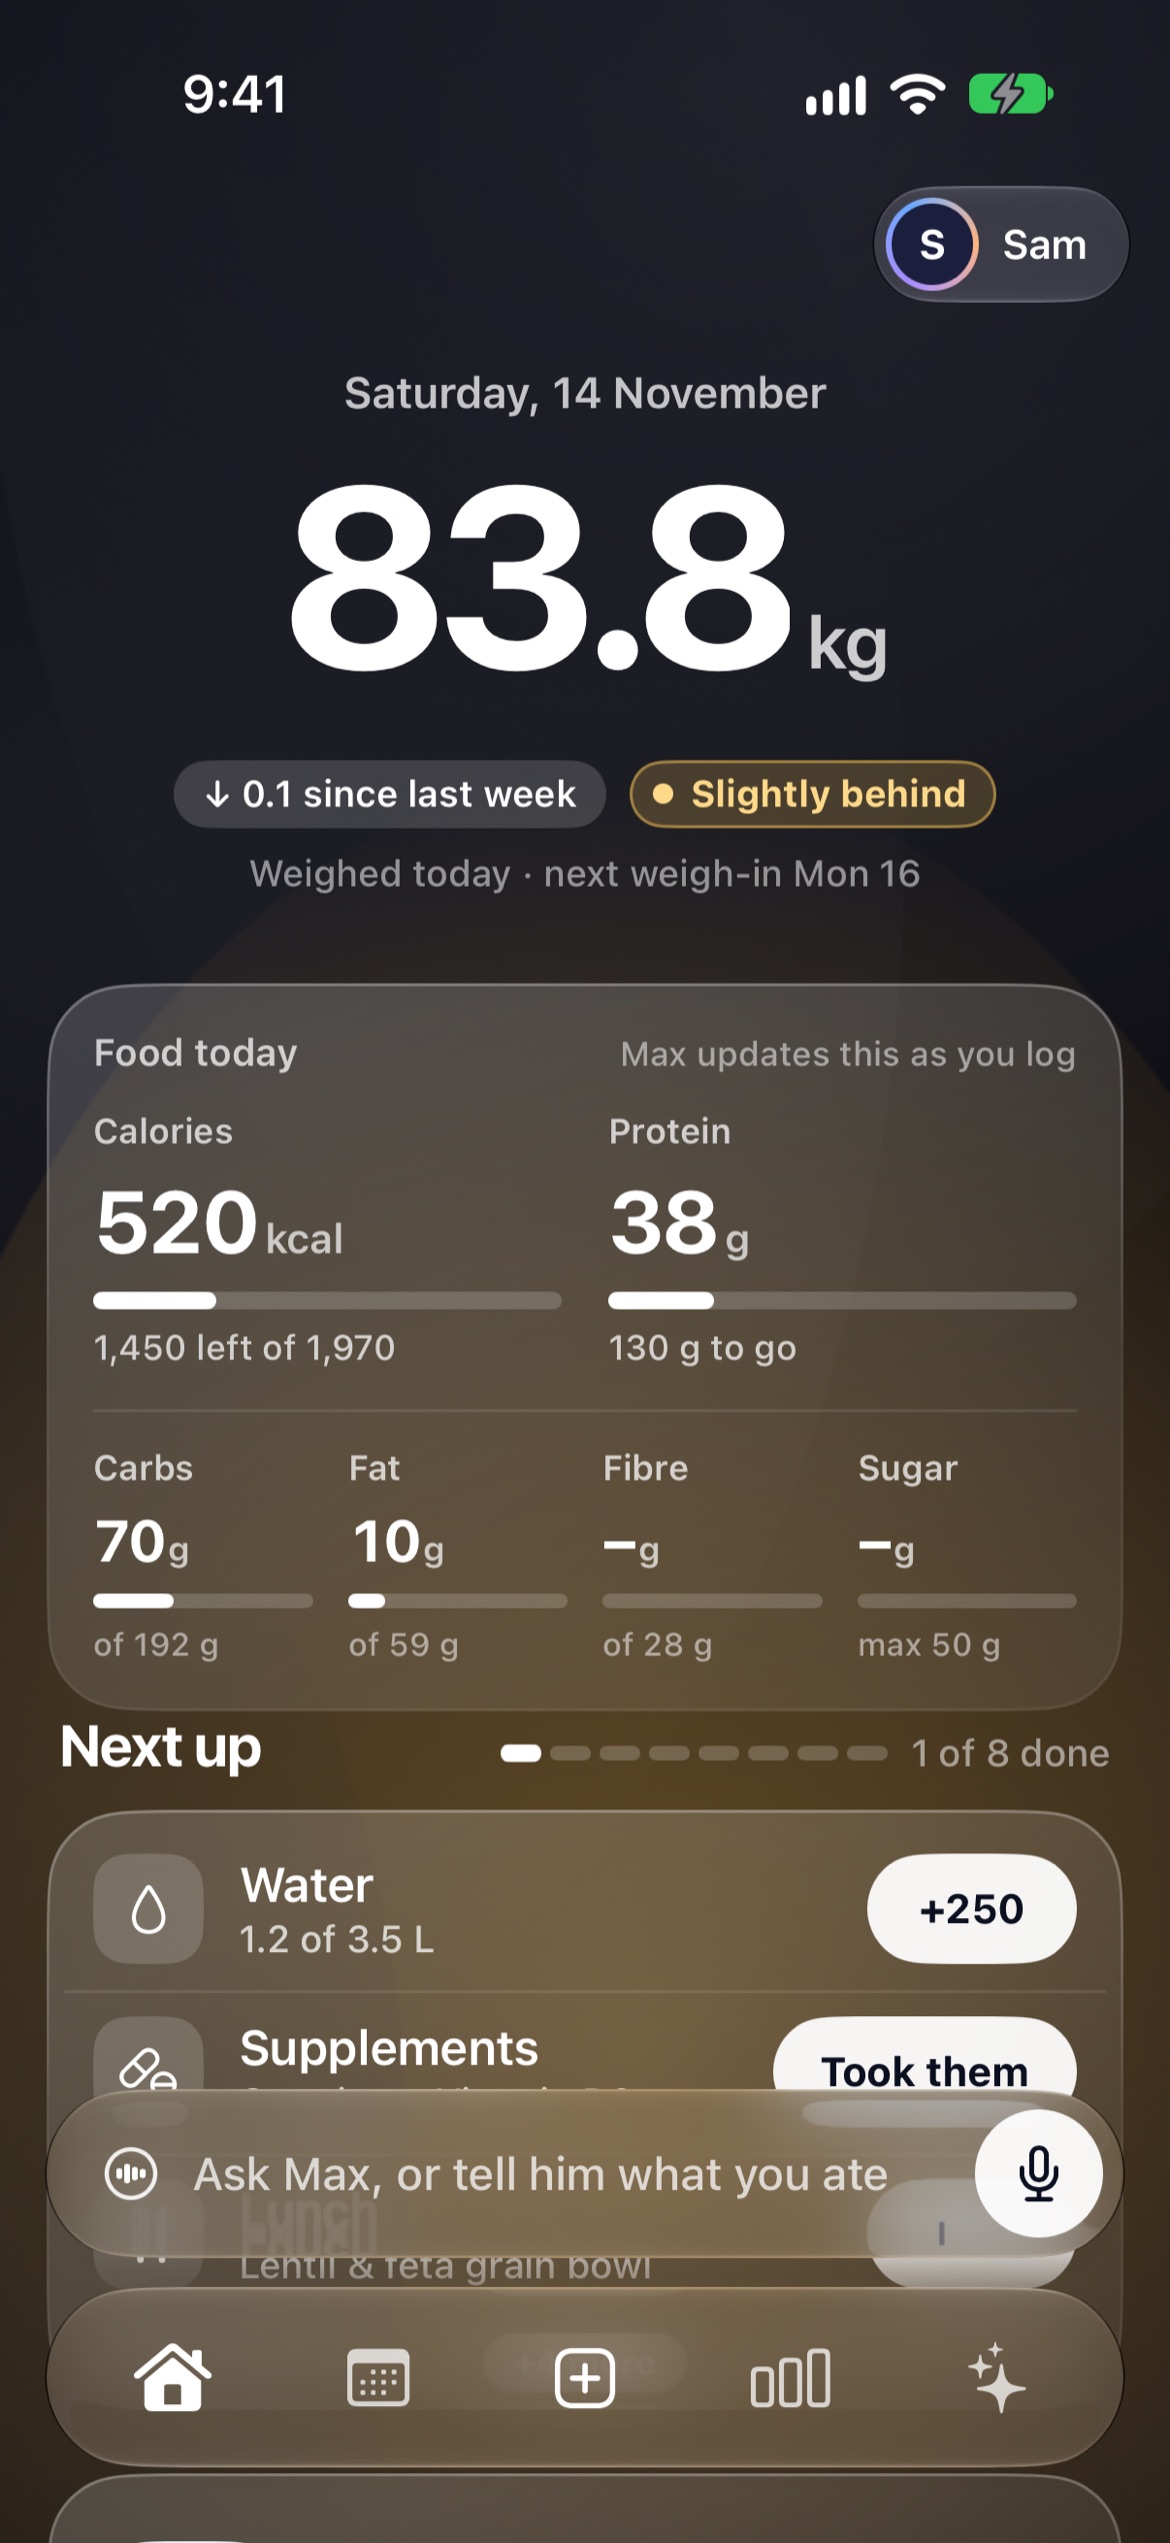 9:41
S Sam
Saturday, 14 November
83.8 kg
↓ 0.1 since last week Slightly behind
Weighed today · next weigh-in Mon 16
Food today Max updates this as you log
Calories Protein
520 kcal 38 g
1,450 left of 1,970 130 g to go
Carbs Fat Fibre Sugar
70 g 10 g – g – g
of 192 g of 59 g of 28 g max 50 g
Next up 1 of 8 done
Water
1.2 of 3.5 L +250
Supplements Took them
Ask Max, or tell him what you ate
Lunch
Lentil & feta grain bowl